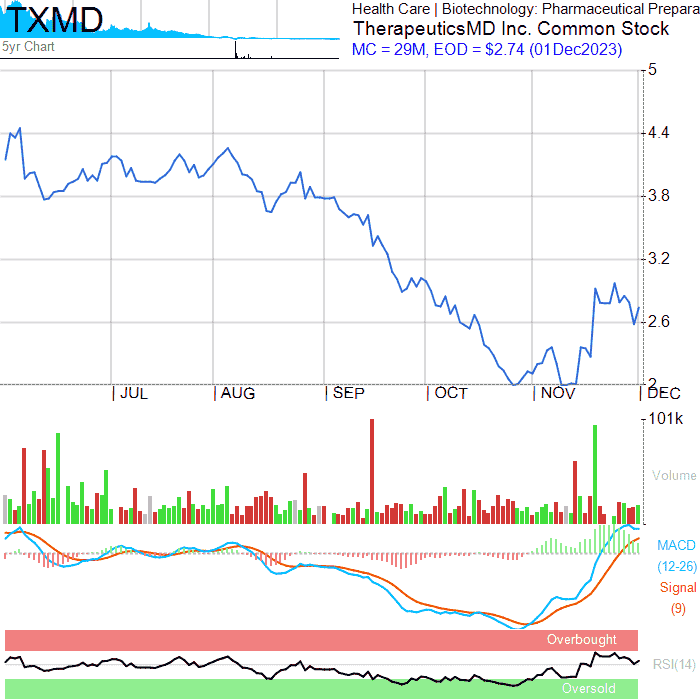 TXMD
5yr Chart
Health Care | Biotechnology: Pharmaceutical Prepara
TherapeuticsMD Inc. Common Stock
MC = 29M, EOD = $2.74 (01Dec2023)
5
4.4
3.8
3.2
2.6
2
| JUL | AUG | SEP | OCT | NOV | DEC
101k
Volume
MACD
(12-26)
Signal
(9)
Overbought
RSI(14)
Oversold